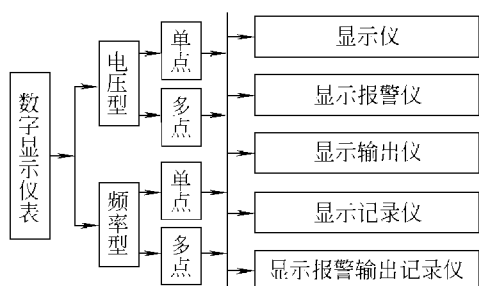 数字显示仪表
电压型
频率型
单点
多点
单点
多点
显示仪
显示报警仪
显示输出仪
显示记录仪
显示报警输出记录仪